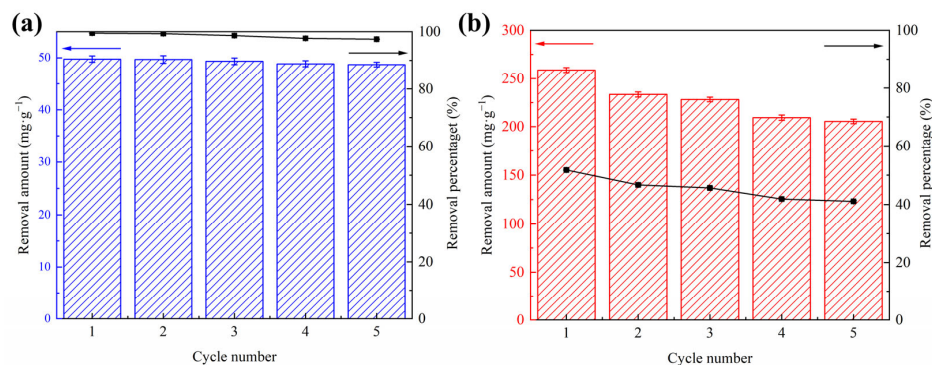 (a)
Removal amount (mg·g⁻¹)
50
40
30
20
10
0
100
80
60
40
20
0
Removal percentaget (%)
1 2 3 4 5
Cycle number
(b)
Removal amount (mg·g⁻¹)
300
250
200
150
100
50
0
100
80
60
40
20
0
Removal percentage (%)
1 2 3 4 5
Cycle number